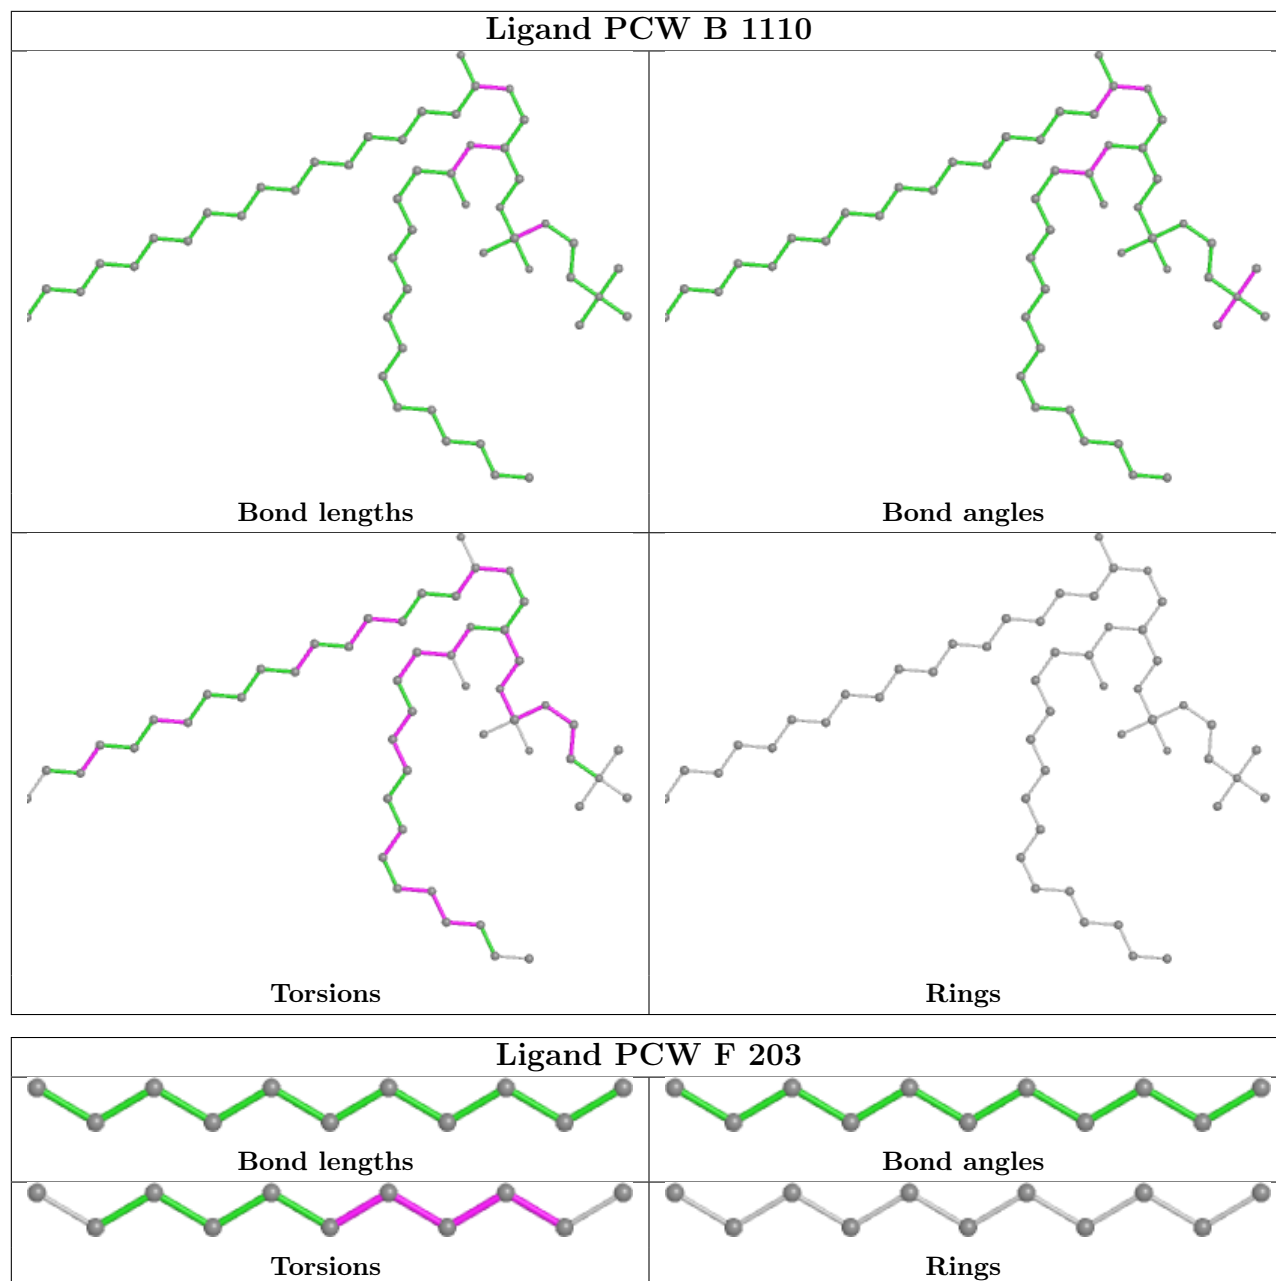 Ligand PCW B 1110
Bond lengths
Bond angles
Torsions
Rings
Ligand PCW F 203
Bond lengths
Bond angles
Torsions
Rings